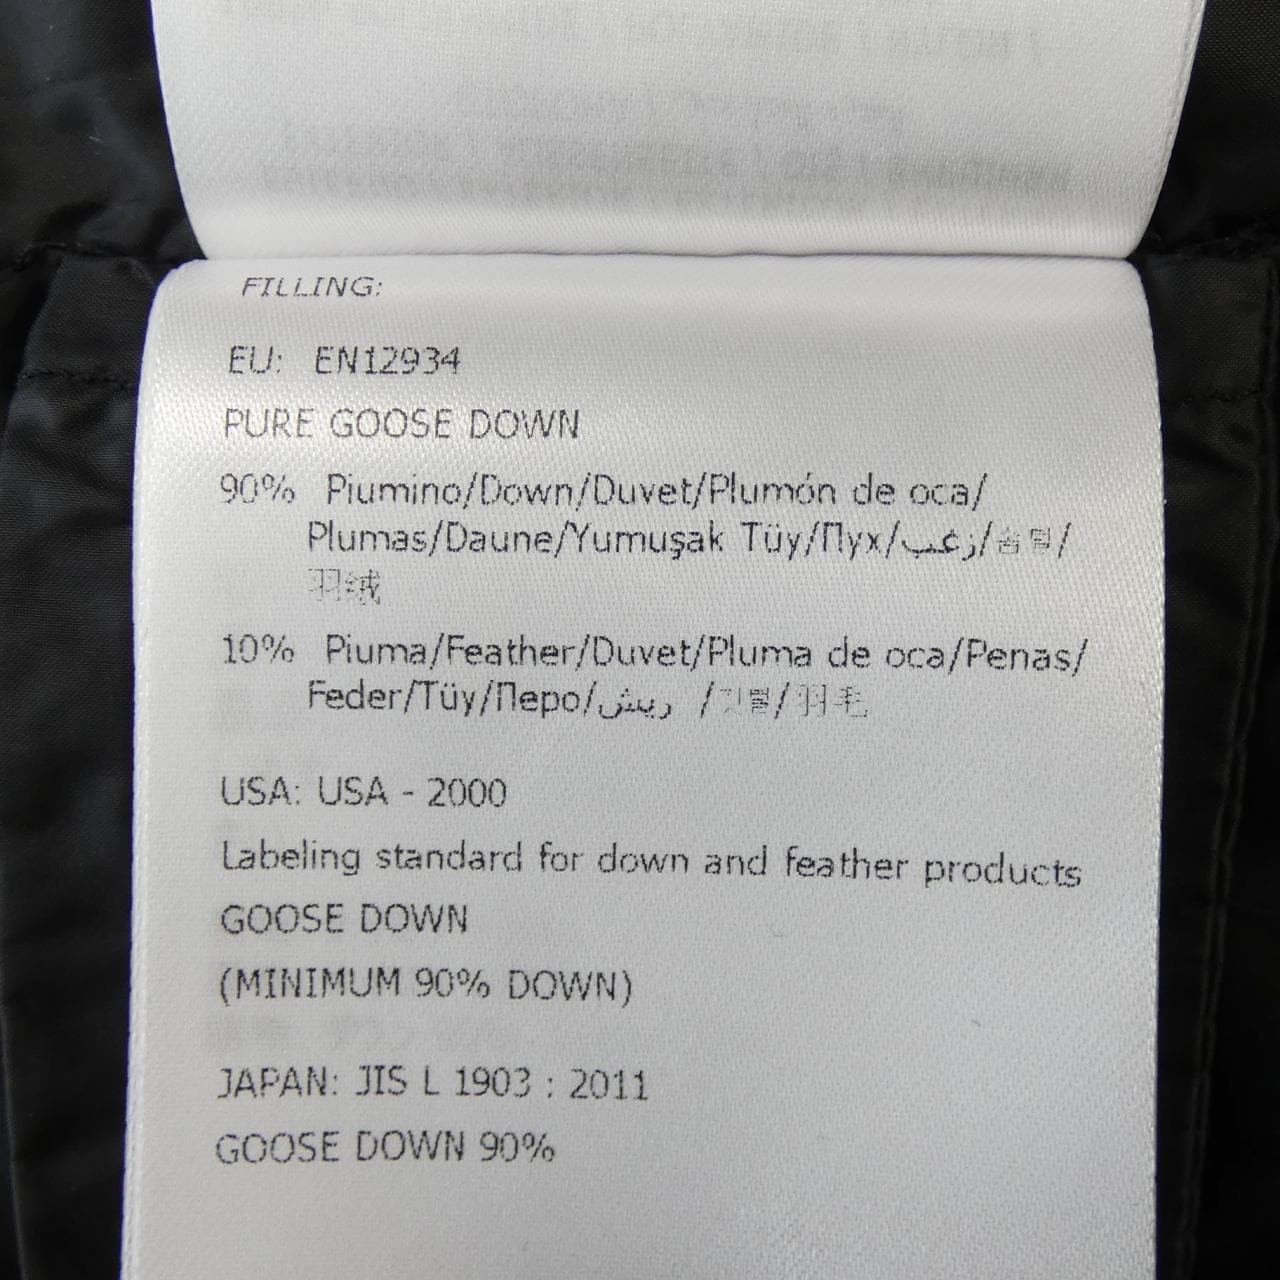 FILLING:
EU: EN12934
PURE GOOSE DOWN
90% Piumino/Down/Duvet/Plumón de oca/
Plumas/Daune/Yumuşak Tüy/Пух/زغب/솜털/
羽绒
10% Piuma/Feather/Duvet/Pluma de oca/Penas/
Feder/Tüy/Перо/ريش /깃털/羽毛
USA: USA - 2000
Labeling standard for down and feather products
GOOSE DOWN
(MINIMUM 90% DOWN)
JAPAN: JIS L 1903 : 2011
GOOSE DOWN 90%